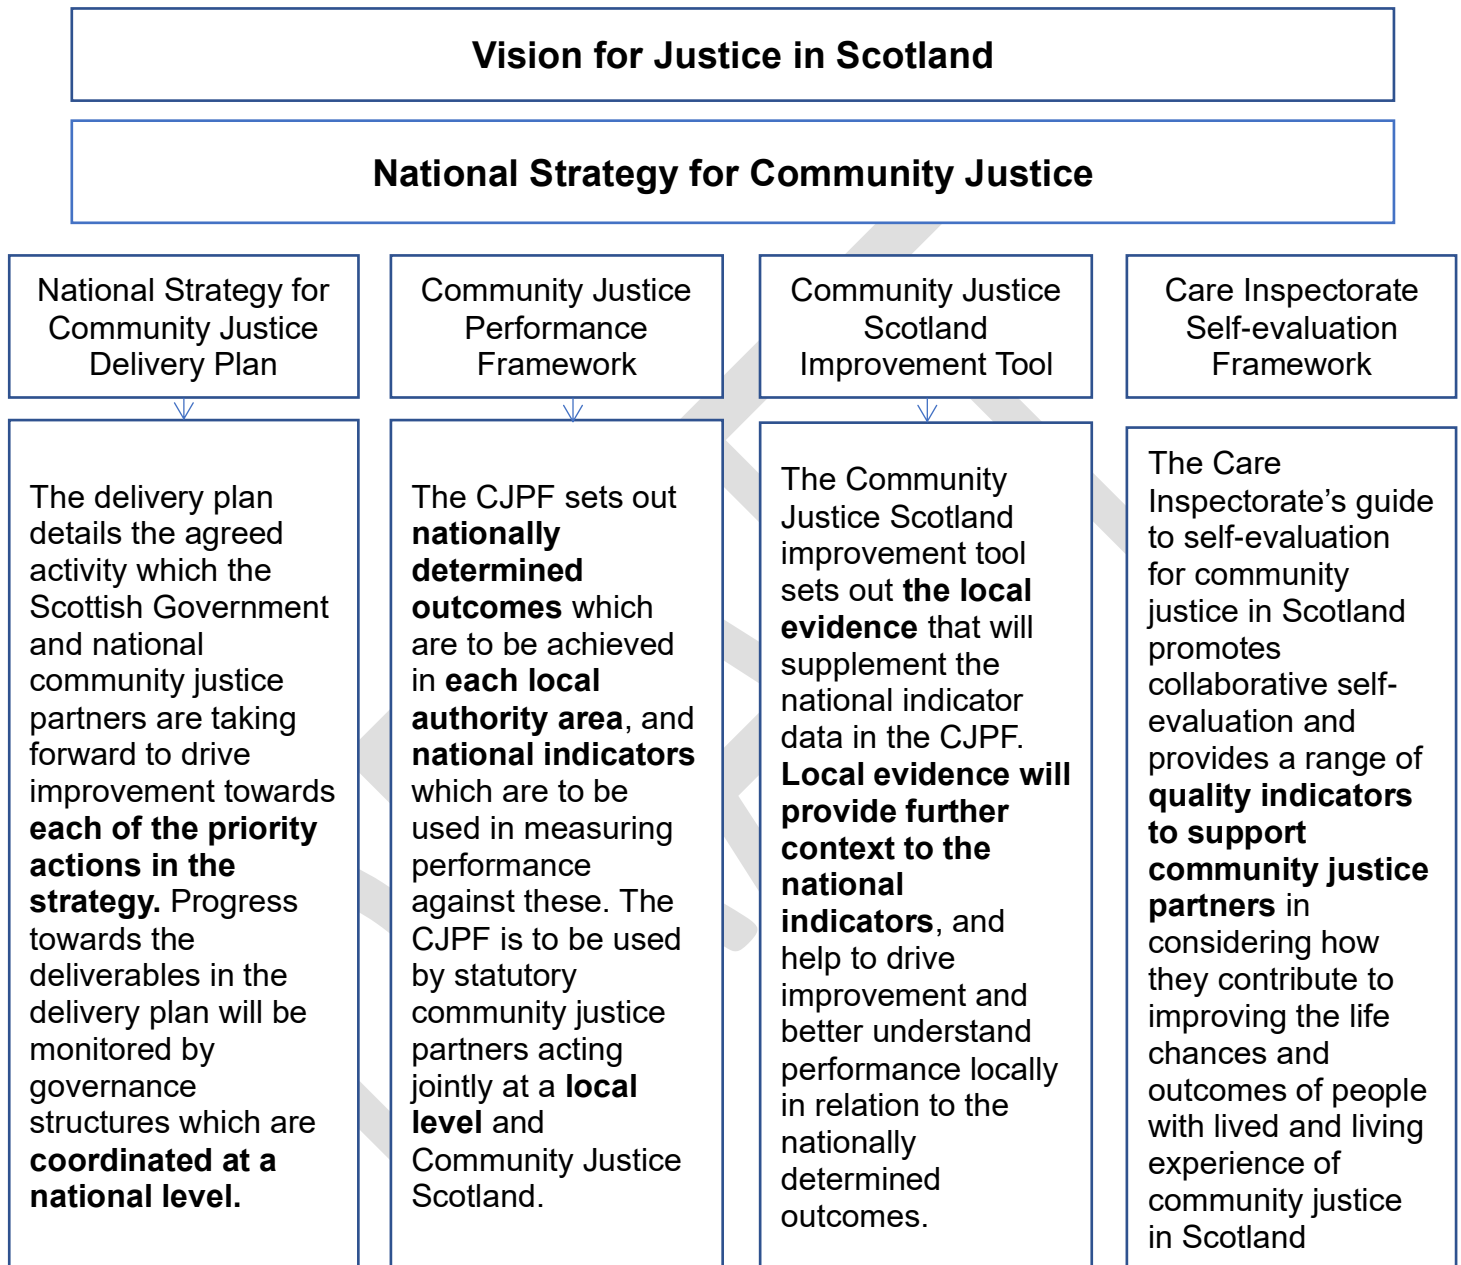 Vision for Justice in Scotland
National Strategy for Community Justice
National Strategy for
Community Justice
Delivery Plan
The delivery plan
details the agreed
activity which the
Scottish Government
and national
community justice
partners are taking
forward to drive
improvement towards
each of the priority
actions in the
strategy. Progress
towards the
deliverables in the
delivery plan will be
monitored by
governance
structures which are
coordinated at a
national level.
Community Justice
Performance
Framework
The CJPF sets out
nationally
determined
outcomes which
are to be achieved
in each local
authority area, and
national indicators
which are to be
used in measuring
performance
against these. The
CJPF is to be used
by statutory
community justice
partners acting
jointly at a local
level and
Community Justice
Scotland.
Community Justice
Scotland
Improvement Tool
The Community
Justice Scotland
improvement tool
sets out the local
evidence that will
supplement the
national indicator
data in the CJPF.
Local evidence will
provide further
context to the
national
indicators, and
help to drive
improvement and
better understand
performance locally
in relation to the
nationally
determined
outcomes.
Care Inspectorate
Self-evaluation
Framework
The Care
Inspectorate’s guide
to self-evaluation
for community
justice in Scotland
promotes
collaborative self-
evaluation and
provides a range of
quality indicators
to support
community justice
partners in
considering how
they contribute to
improving the life
chances and
outcomes of people
with lived and living
experience of
community justice
in Scotland